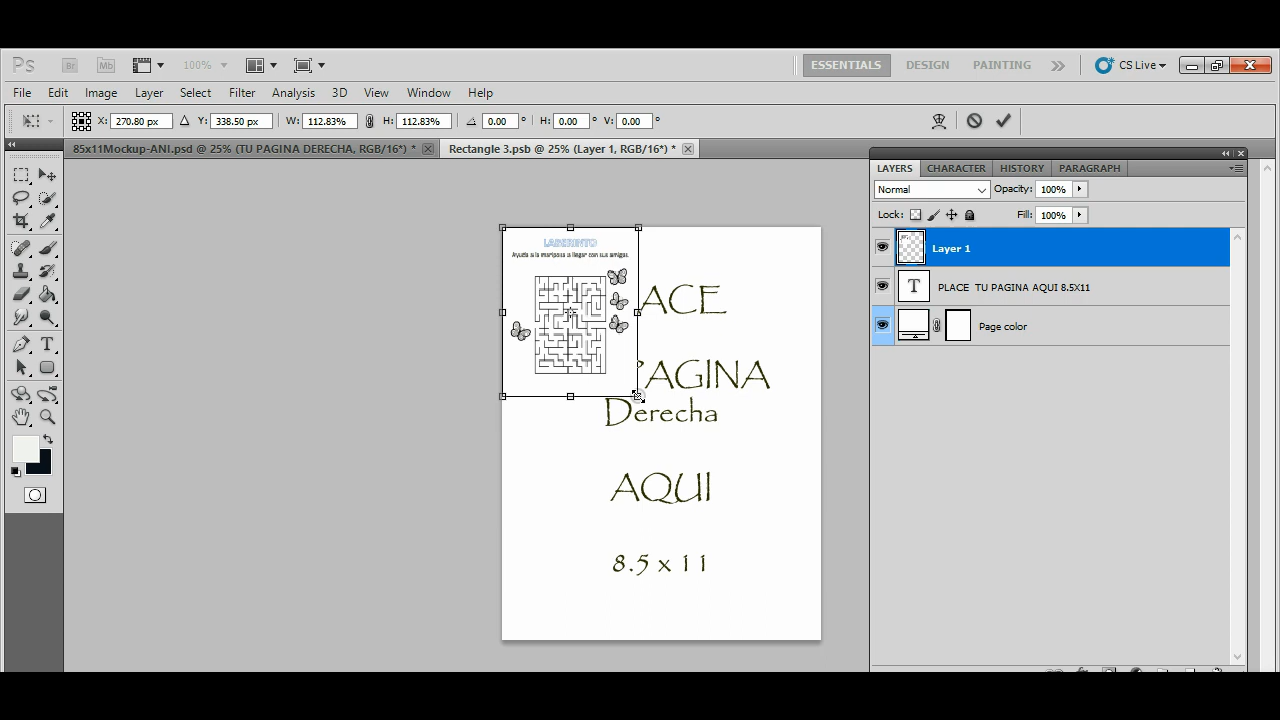 Ps Br Mb 100% ESSENTIALS DESIGN PAINTING CS Live
File Edit Image Layer Select Filter Analysis 3D View Window Help
X: 270.80 px Y: 338.50 px W: 112.83% H: 112.83% 0.00 ° H: 0.00 ° V: 0.00 °
85x11Mockup-ANI.psd @ 25% (TU PAGINA DERECHA, RGB/16*) *
Rectangle 3.psb @ 25% (Layer 1, RGB/16*) *
LABERINTO
Ayuda a la mariposa a llegar con sus amigas.
ACE
PAGINA
Derecha
AQUI
8.5 x 11
LAYERS CHARACTER HISTORY PARAGRAPH
Normal Opacity: 100%
Lock: Fill: 100%
Layer 1
T PLACE TU PAGINA AQUI 8.5X11
Page color